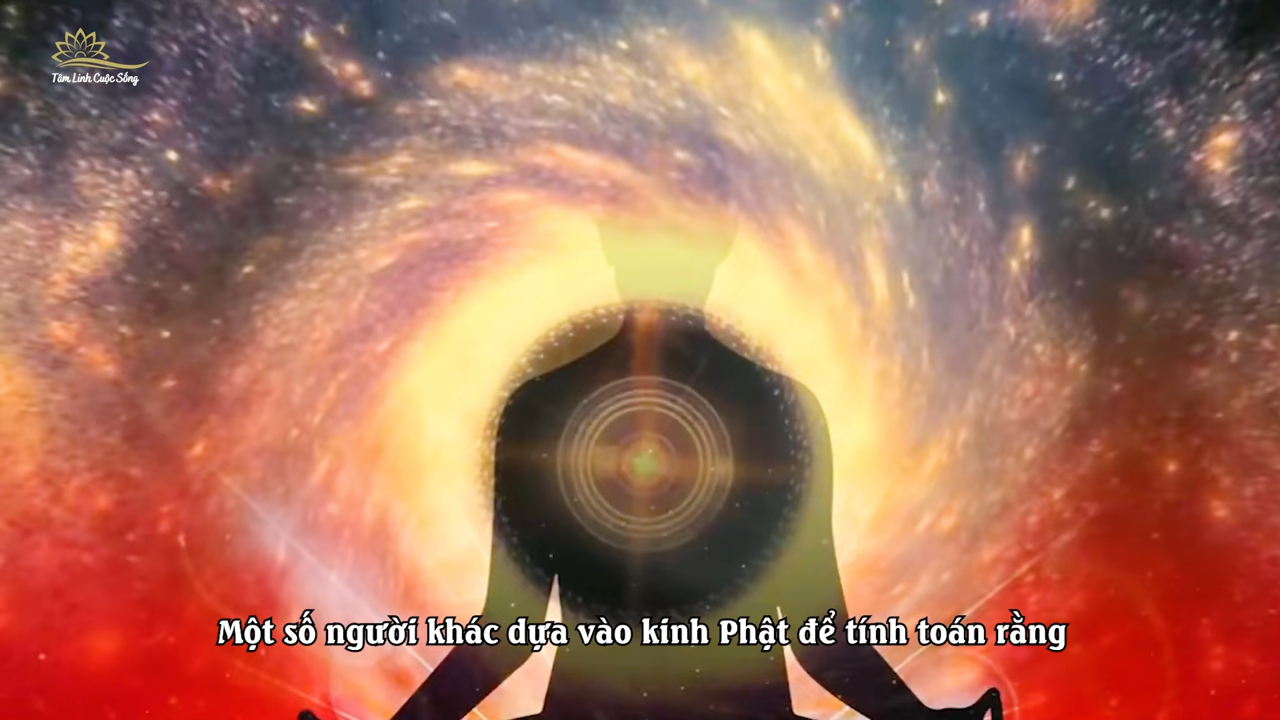 Tâm Linh Cuộc Sống
Một số người khác dựa vào kinh Phật để tính toán rằng